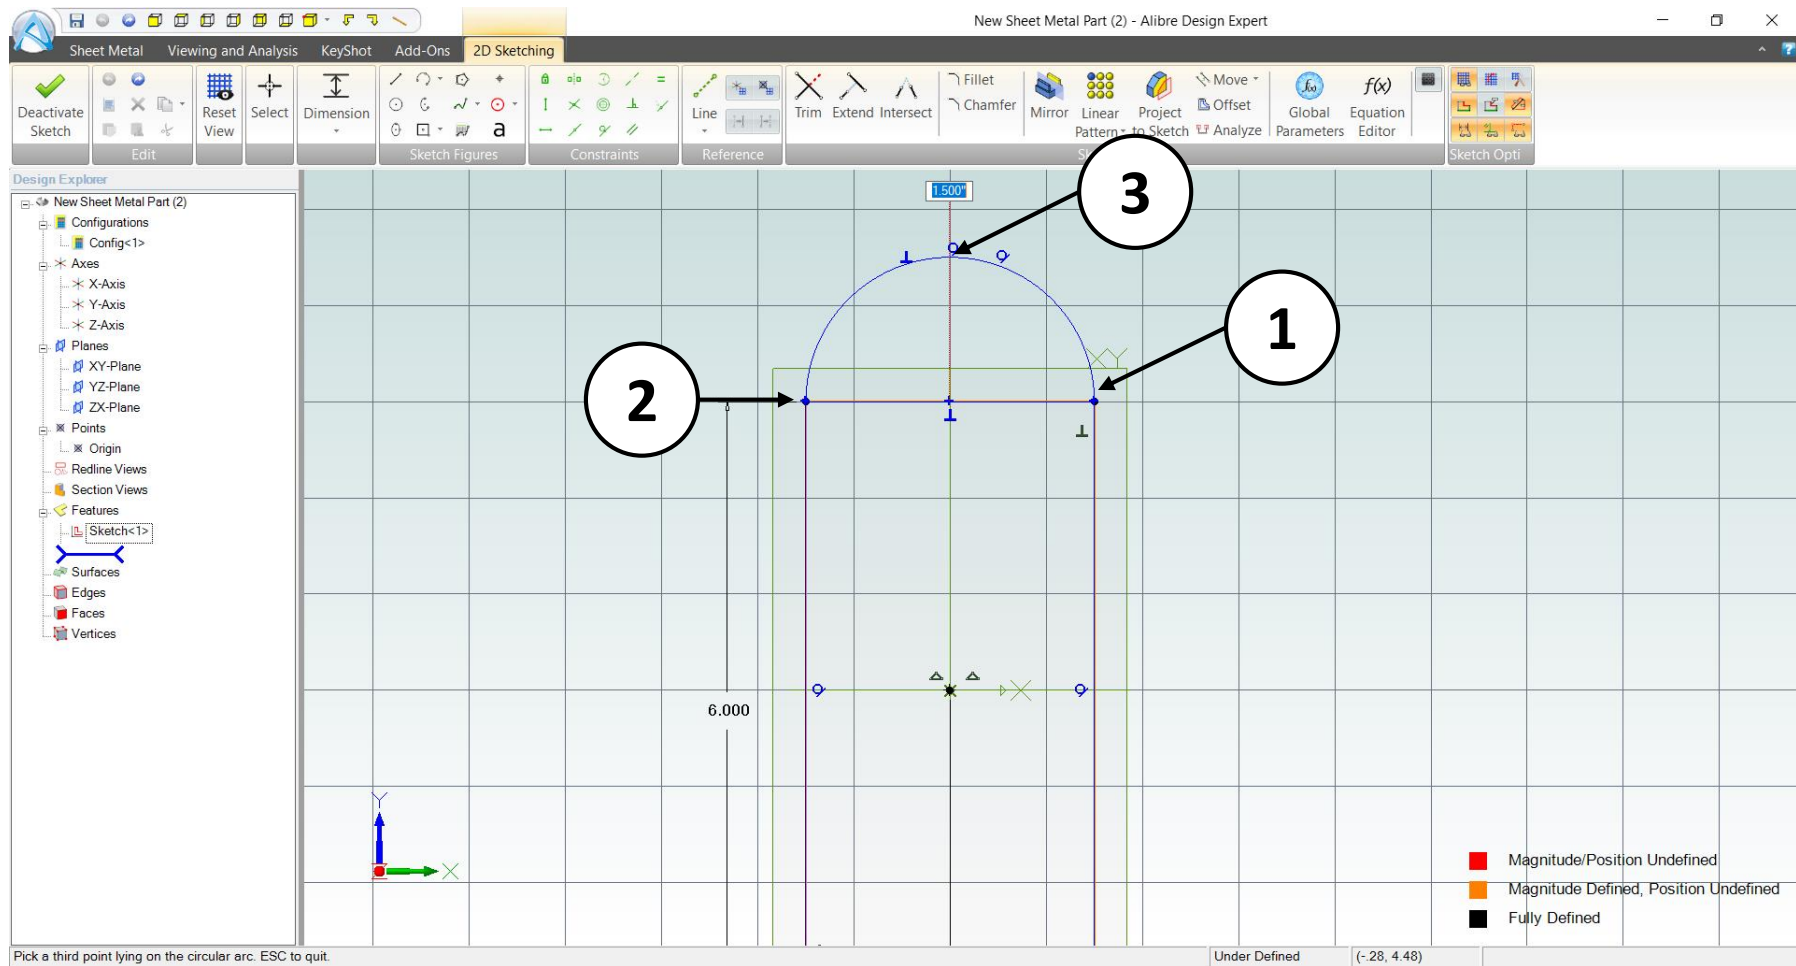 New Sheet Metal Part (2) - Alibre Design Expert
Sheet Metal Viewing and Analysis KeyShot Add-Ons 2D Sketching
Deactivate Sketch
Edit
Reset View
Select
Dimension
a
Sketch Figures
Constraints
Line
Reference
Trim Extend Intersect
Fillet
Chamfer
Mirror
Linear Pattern
Project to Sketch
Move
Offset
Analyze
f(x)
Global Parameters
f(x)
Equation Editor
Sketch Opti
Design Explorer
New Sheet Metal Part (2)
Configurations
Config<1>
Axes
X-Axis
Y-Axis
Z-Axis
Planes
XY-Plane
YZ-Plane
ZX-Plane
Points
Origin
Redline Views
Section Views
Features
Sketch<1>
Surfaces
Edges
Faces
Vertices
1.500"
3
1
2
XY
X
6.000
Y
X
Magnitude/Position Undefined
Magnitude Defined, Position Undefined
Fully Defined
Pick a third point lying on the circular arc. ESC to quit.
Under Defined
(-.28, 4.48)